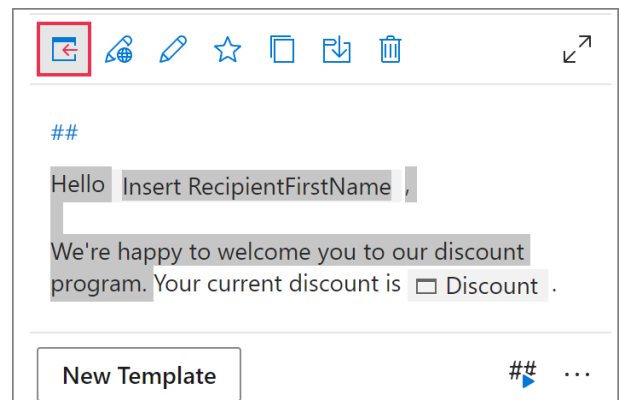 ##
Hello Insert RecipientFirstName ,
We're happy to welcome you to our discount
program. Your current discount is Discount .
New Template ## ...